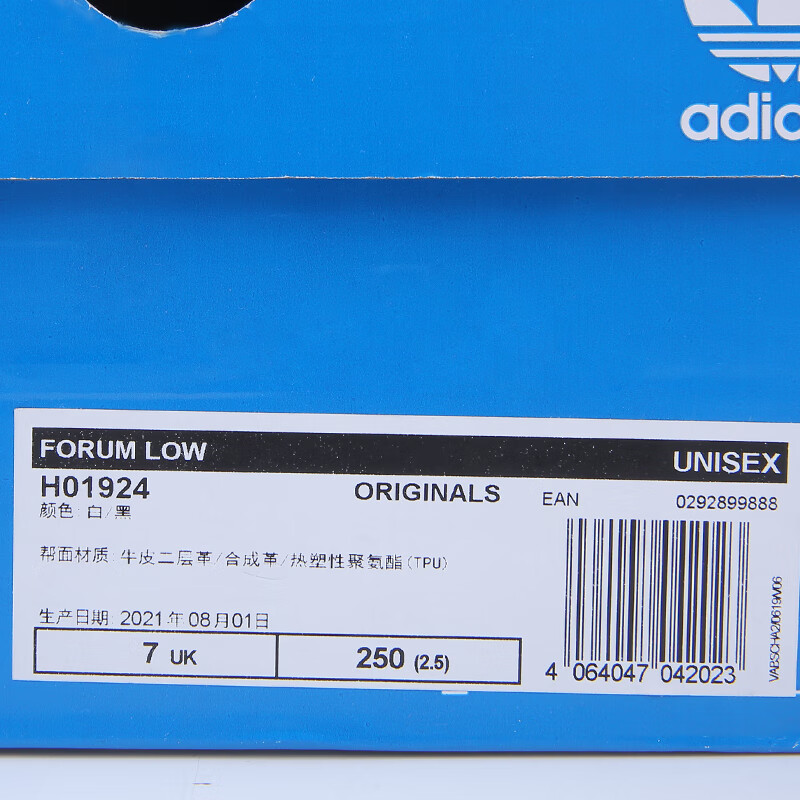 adid
FORUM LOW
UNISEX
H01924
ORIGINALS
EAN
0292899888
颜色: 白/黑
帮面材质: 牛皮二层革/合成革/热塑性聚氨酯(TPU)
生产日期: 2021年08月01日
7 UK
250 (2.5)
4 064047 042023